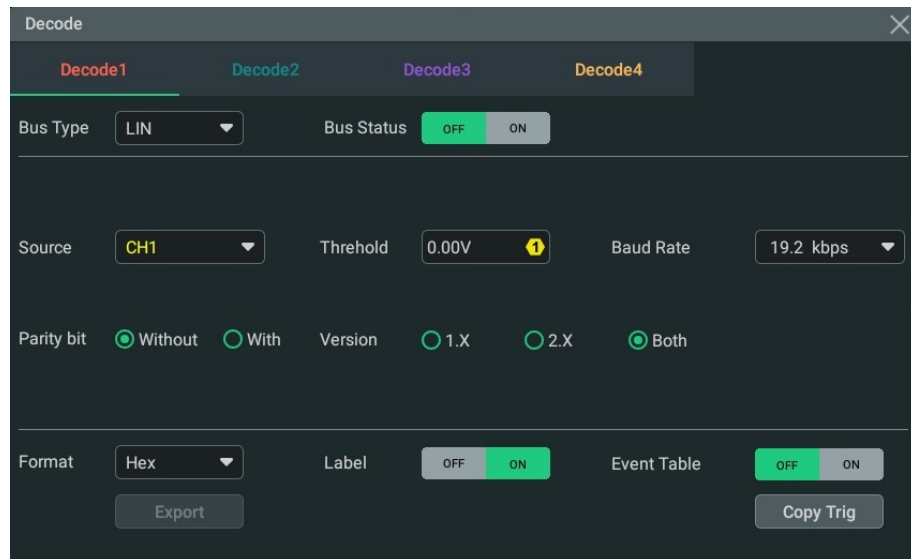 Decode
Decode1 Decode2 Decode3 Decode4
Bus Type LIN Bus Status OFF ON
Source CH1 Threhold 0.00V 1 Baud Rate 19.2 kbps
Parity bit Without With Version 1.X 2.X Both
Format Hex Label OFF ON Event Table OFF ON
Export Copy Trig